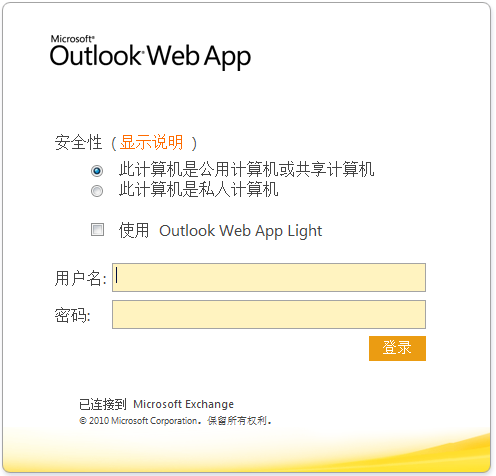 Microsoft®
Outlook® Web App
安全性 ( 显示说明 )
此计算机是公用计算机或共享计算机
此计算机是私人计算机
使用 Outlook Web App Light
用户名:
密码:
登录
已连接到 Microsoft Exchange
© 2010 Microsoft Corporation。保留所有权利。